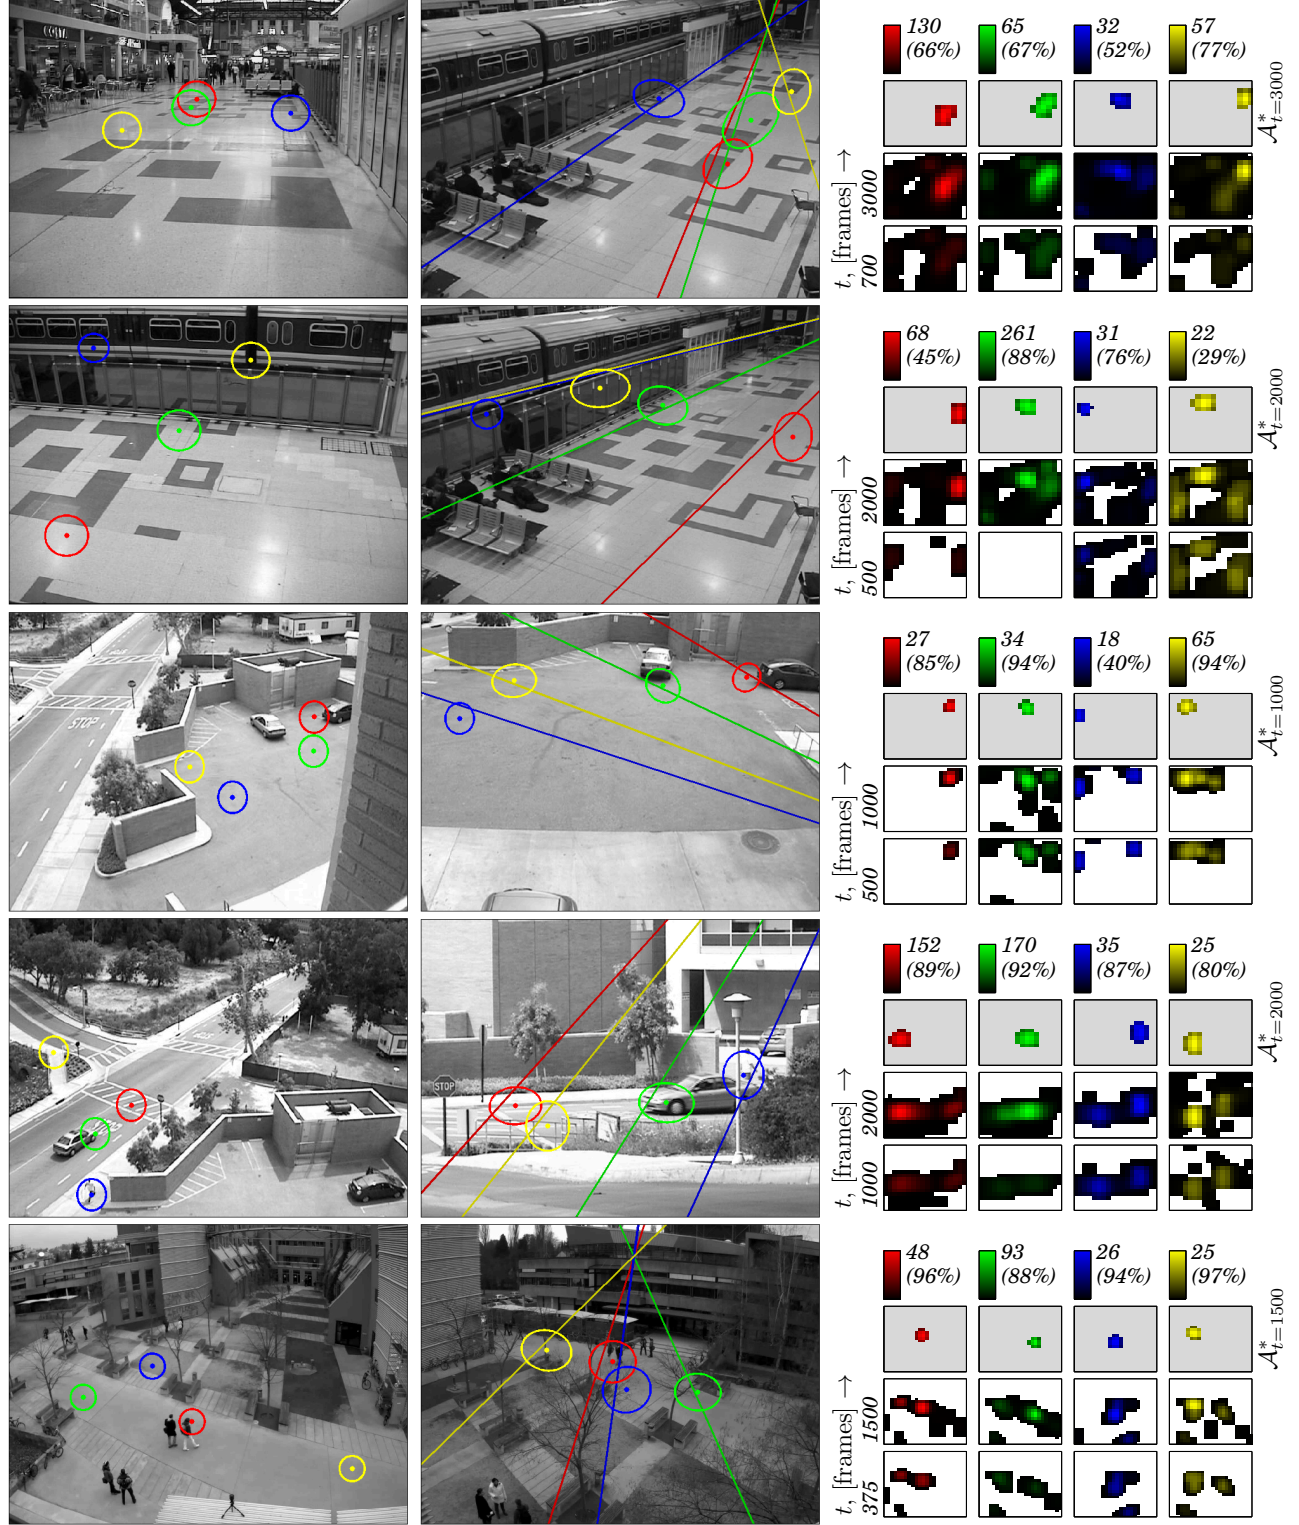 130 65 32 57
(66%) (67%) (52%) (77%)
t, [frames] →
700 3000
𝒜*ₜ₌₃₀₀₀
68 261 31 22
(45%) (88%) (76%) (29%)
t, [frames] →
500 2000
𝒜*ₜ₌₂₀₀₀
STOP
27 34 18 65
(85%) (94%) (40%) (94%)
t, [frames] →
500 1000
𝒜*ₜ₌₁₀₀₀
STOP
152 170 35 25
(89%) (92%) (87%) (80%)
t, [frames] →
1000 2000
𝒜*ₜ₌₂₀₀₀
48 93 26 25
(96%) (88%) (94%) (97%)
t, [frames] →
375 1500
𝒜*ₜ₌₁₅₀₀